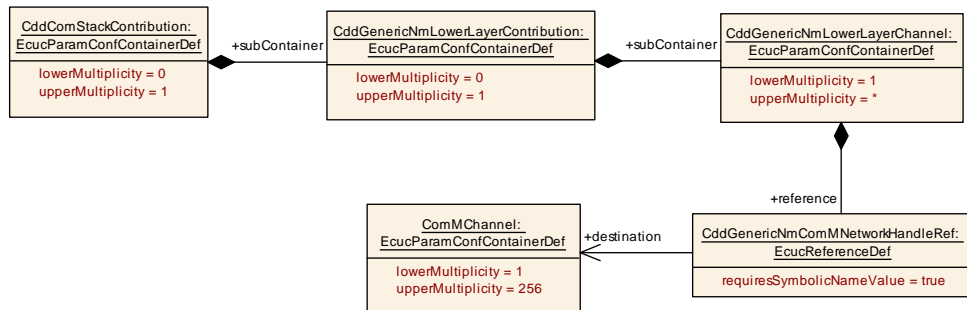 CddComStackContribution:
EcucParamConfContainerDef
lowerMultiplicity = 0
upperMultiplicity = 1
+subContainer
CddGenericNmLowerLayerContribution:
EcucParamConfContainerDef
lowerMultiplicity = 0
upperMultiplicity = 1
+subContainer
CddGenericNmLowerLayerChannel:
EcucParamConfContainerDef
lowerMultiplicity = 1
upperMultiplicity = *
+reference
ComMChannel:
EcucParamConfContainerDef
lowerMultiplicity = 1
upperMultiplicity = 256
+destination
CddGenericNmComMNetworkHandleRef:
EcucReferenceDef
requiresSymbolicNameValue = true